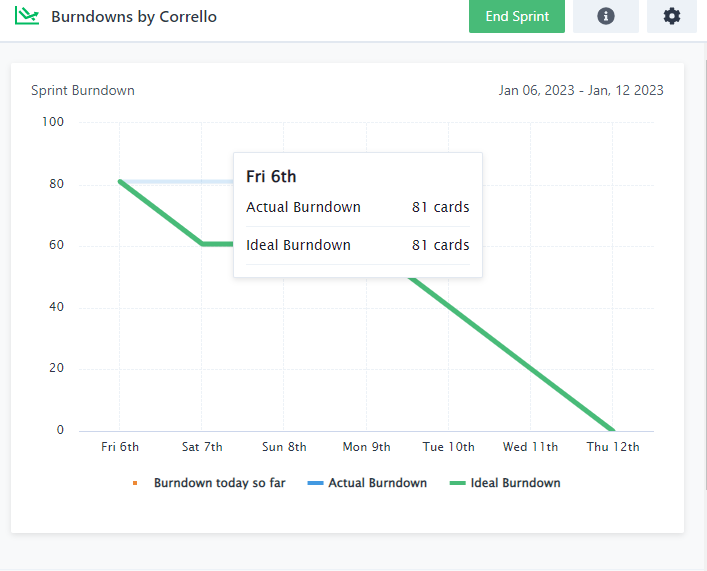 Burndowns by Corrello
End Sprint
Sprint Burndown
Jan 06, 2023 - Jan, 12 2023
100
80
60
40
20
0
Fri 6th
Actual Burndown 81 cards
Ideal Burndown 81 cards
Fri 6th Sat 7th Sun 8th Mon 9th Tue 10th Wed 11th Thu 12th
Burndown today so far Actual Burndown Ideal Burndown